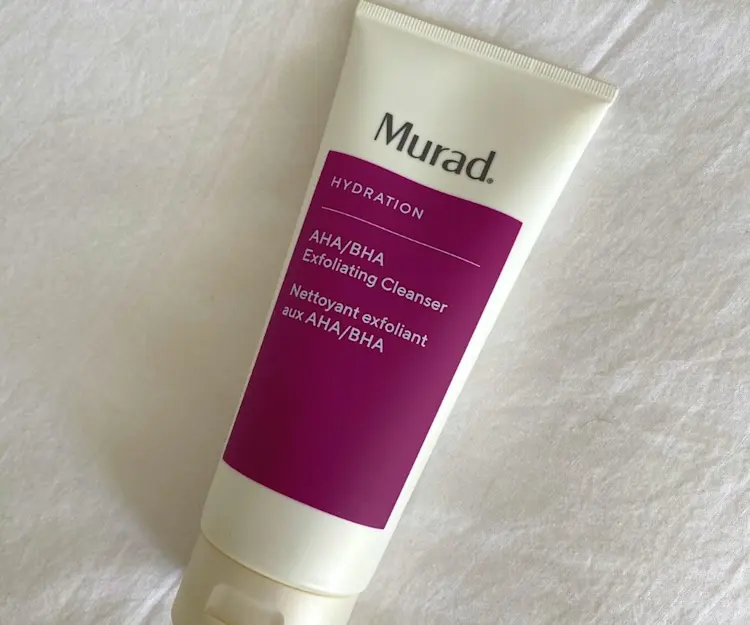 Murad.
HYDRATION
AHA/BHA
Exfoliating Cleanser
Nettoyant exfoliant
aux AHA/BHA